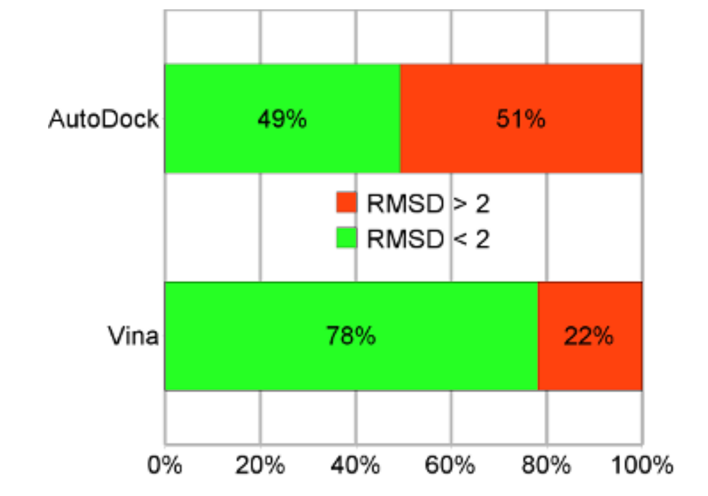 AutoDock 49% 51%
RMSD > 2
RMSD < 2
Vina 78% 22%
0% 20% 40% 60% 80% 100%